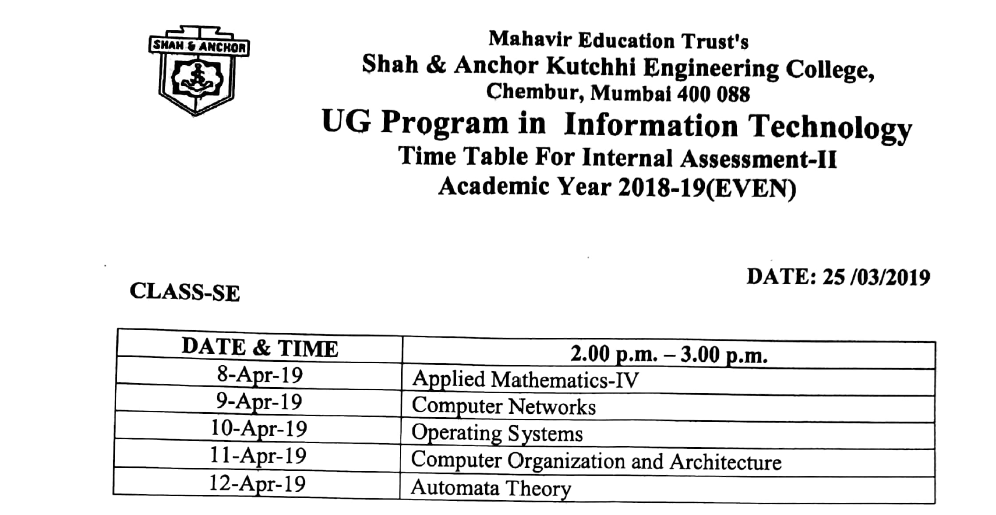 SHAH & ANCHOR
Mahavir Education Trust's
Shah & Anchor Kutchhi Engineering College,
Chembur, Mumbai 400 088
UG Program in Information Technology
Time Table For Internal Assessment-II
Academic Year 2018-19(EVEN)
DATE: 25 /03/2019
CLASS-SE
DATE & TIME 2.00 p.m. – 3.00 p.m.
8-Apr-19 Applied Mathematics-IV
9-Apr-19 Computer Networks
10-Apr-19 Operating Systems
11-Apr-19 Computer Organization and Architecture
12-Apr-19 Automata Theory